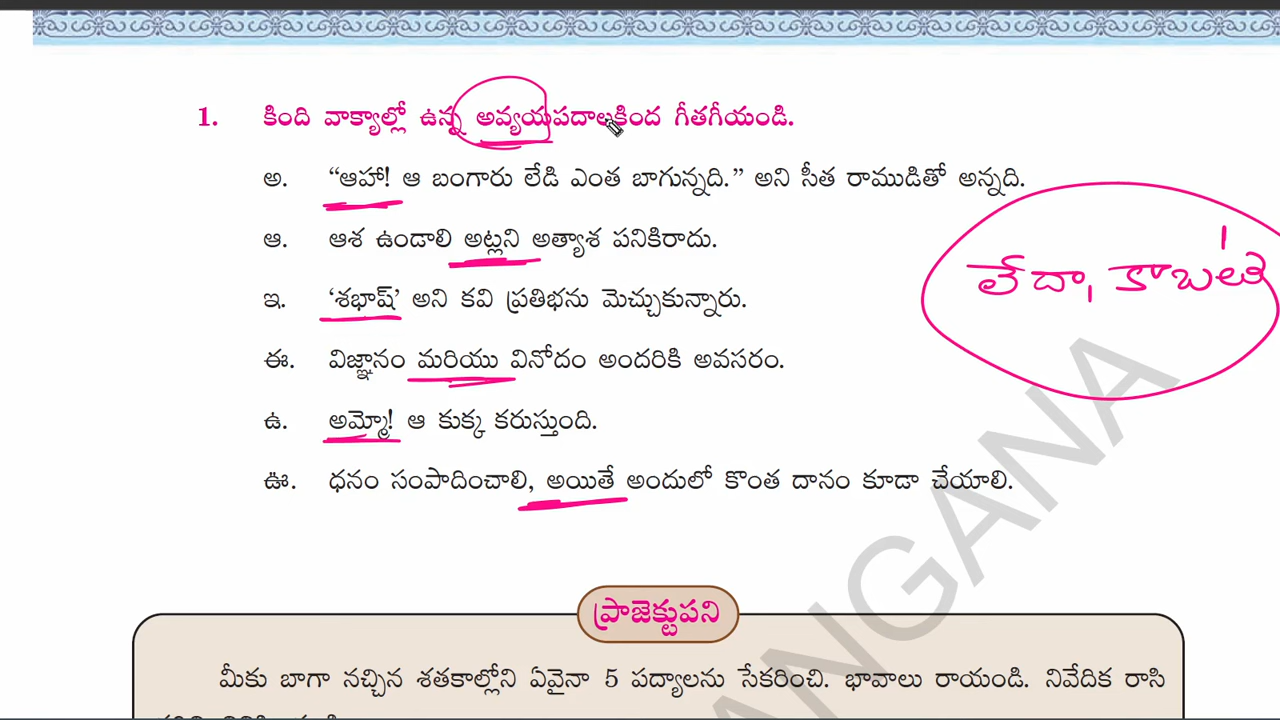 1. కింది వాక్యాల్లో ఉన్న అవ్యయపదాలకింద గీతగీయండి.
అ. “ఆహా! ఆ బంగారు లేడి ఎంత బాగున్నది.” అని సీత రాముడితో అన్నది.
ఆ. ఆశ ఉండాలి అట్లని అత్యాశ పనికిరాదు.
లేదా, కాబట్టి
ఇ. ‘శభాష్’ అని కవి ప్రతిభను మెచ్చుకున్నారు.
ఈ. విజ్ఞానం మరియు వినోదం అందరికి అవసరం.
ఉ. అమ్మో! ఆ కుక్క కరుస్తుంది.
ఊ. ధనం సంపాదించాలి, అయితే అందులో కొంత దానం కూడా చేయాలి.
ANGANA
ప్రాజెక్టుపని
మీకు బాగా నచ్చిన శతకాల్లోని ఏవైనా 5 పద్యాలను సేకరించి. భావాలు రాయండి. నివేదిక రాసి